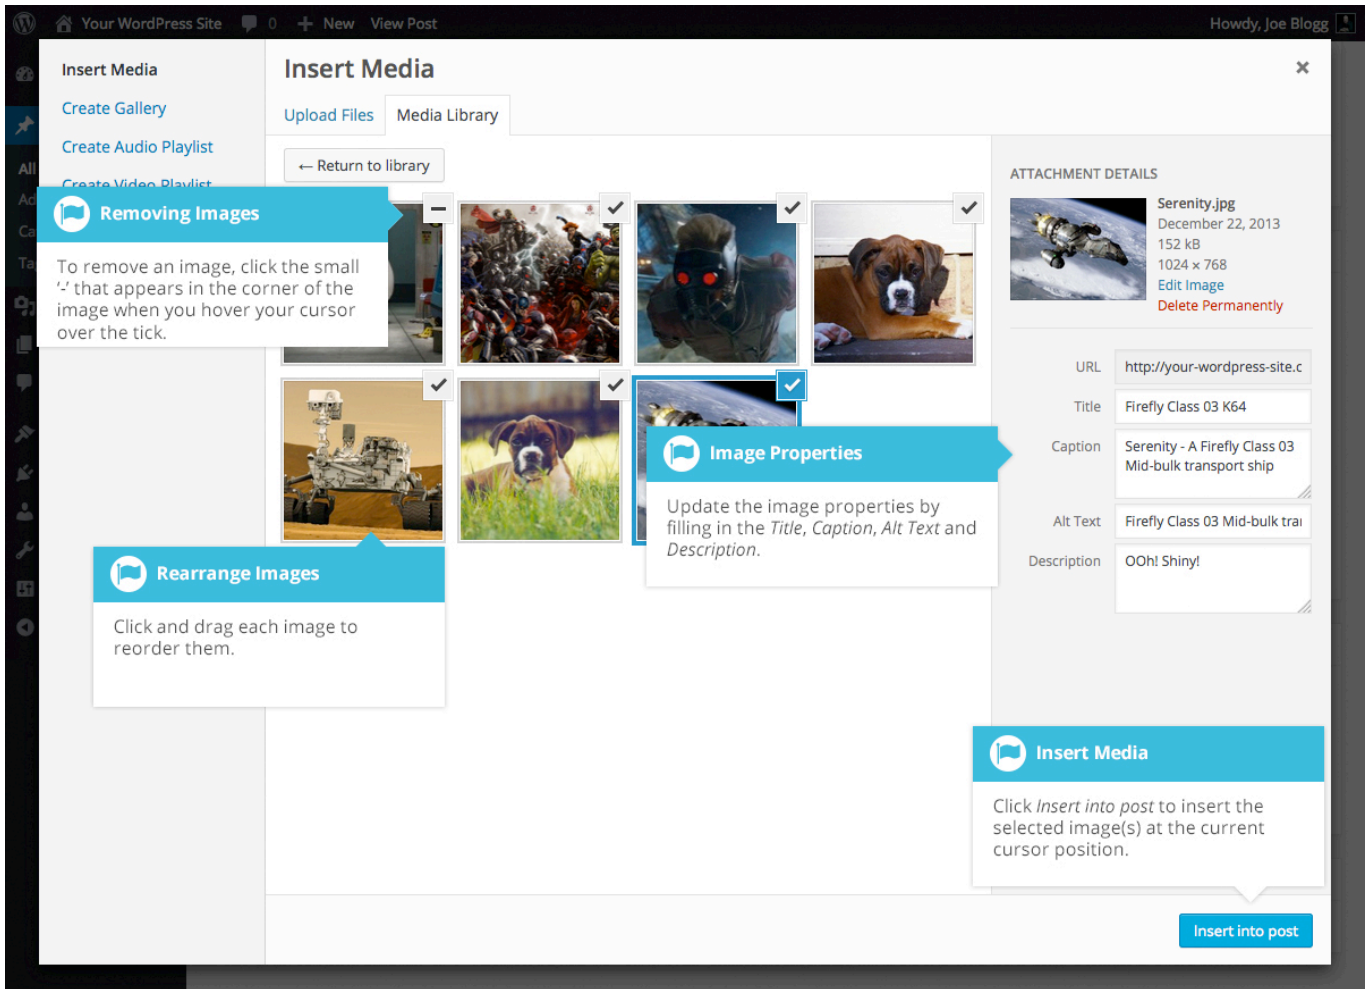 Your WordPress Site 0 New View Post Howdy, Joe Blogg
Insert Media
Create Gallery
Create Audio Playlist
Create Video Playlist
All
Ad
Ca
Ta
Insert Media
Upload Files Media Library
← Return to library
Removing Images
To remove an image, click the small
‘-’ that appears in the corner of the
image when you hover your cursor
over the tick.
Rearrange Images
Click and drag each image to
reorder them.
Image Properties
Update the image properties by
filling in the Title, Caption, Alt Text and
Description.
ATTACHMENT DETAILS
Serenity.jpg
December 22, 2013
152 kB
1024 × 768
Edit Image
Delete Permanently
URL http://your-wordpress-site.c
Title Firefly Class 03 K64
Caption Serenity - A Firefly Class 03
Mid-bulk transport ship
Alt Text Firefly Class 03 Mid-bulk tra
Description OOh! Shiny!
Insert Media
Click Insert into post to insert the
selected image(s) at the current
cursor position.
Insert into post